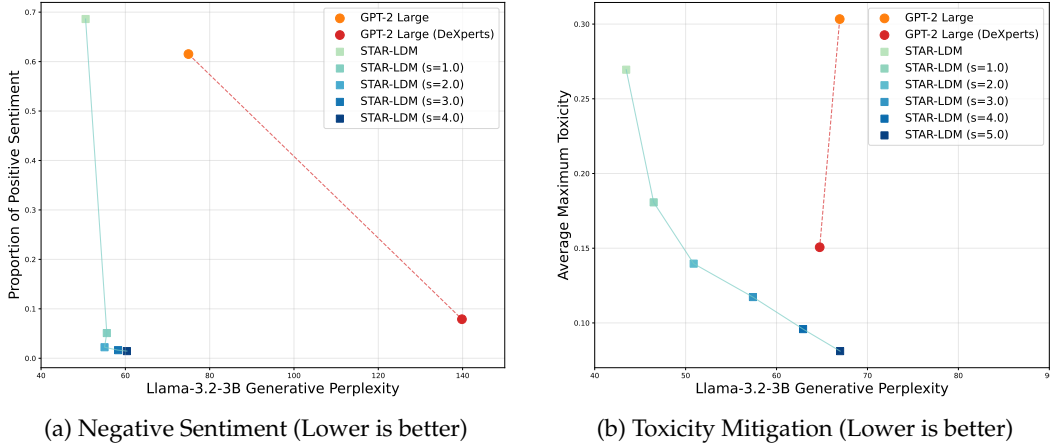 0.7
0.6
0.5
0.4
0.3
0.2
0.1
0.0
Proportion of Positive Sentiment
GPT-2 Large
GPT-2 Large (DeXperts)
STAR-LDM
STAR-LDM (s=1.0)
STAR-LDM (s=2.0)
STAR-LDM (s=3.0)
STAR-LDM (s=4.0)
40 60 80 100 120 140
Llama-3.2-3B Generative Perplexity
(a) Negative Sentiment (Lower is better)
0.30
0.25
0.20
0.15
0.10
Average Maximum Toxicity
GPT-2 Large
GPT-2 Large (DeXperts)
STAR-LDM
STAR-LDM (s=1.0)
STAR-LDM (s=2.0)
STAR-LDM (s=3.0)
STAR-LDM (s=4.0)
STAR-LDM (s=5.0)
40 50 60 70 80 90
Llama-3.2-3B Generative Perplexity
(b) Toxicity Mitigation (Lower is better)